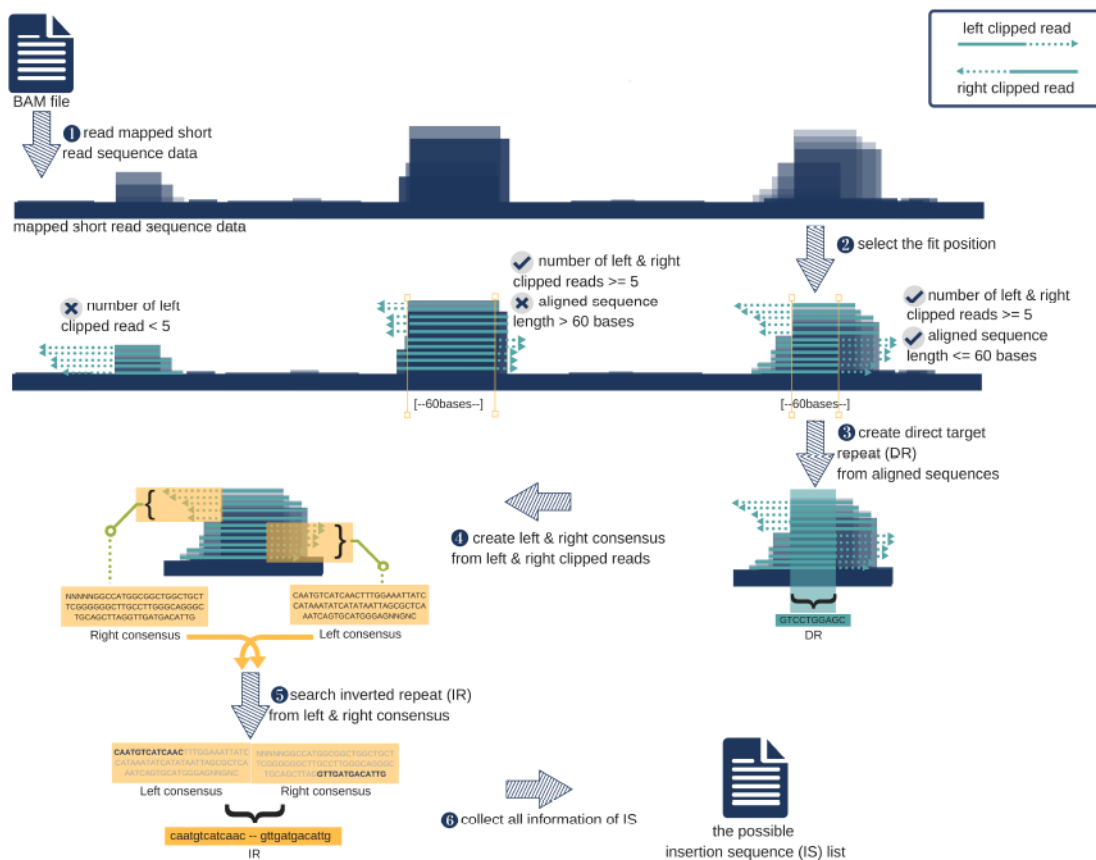 left clipped read
right clipped read
BAM file
1 read mapped short
read sequence data
mapped short read sequence data
2 select the fit position
number of left
clipped read < 5
number of left & right
clipped reads >= 5
aligned sequence
length > 60 bases
number of left & right
clipped reads >= 5
aligned sequence
length <= 60 bases
[--60bases--]
[--60bases--]
3 create direct target
repeat (DR)
from aligned sequences
4 create left & right consensus
from left & right clipped reads
NNNNNGGCCATGGCGGCTGGCTGCT
TCGGGGGGCTTGCCTTGGGCAGGGC
TGCAGCTTAGGTTGATGACATTG
Right consensus
CAATGTCATCAACTTTGGAAATTATC
CATAAATATCATATAATTAGCGCTCA
AATCAGTGCATGGGAGNNGNC
Left consensus
GTCCTGGAGC
DR
5 search inverted repeat (IR)
from left & right consensus
CAATGTCATCAACTTTGGAAATTATC
CATAAATATCATATAATTAGCGCTCA
AATCAGTGCATGGGAGNNGNC
Left consensus
NNNNNGGCCATGGCGGCTGGCTGCT
TCGGGGGGCTTGCCTTGGGCAGGGC
TGCAGCTTAGGTTGATGACATTG
Right consensus
caatgtcatcaac -- gttgatgacattg
IR
6 collect all information of IS
the possible
insertion sequence (IS) list